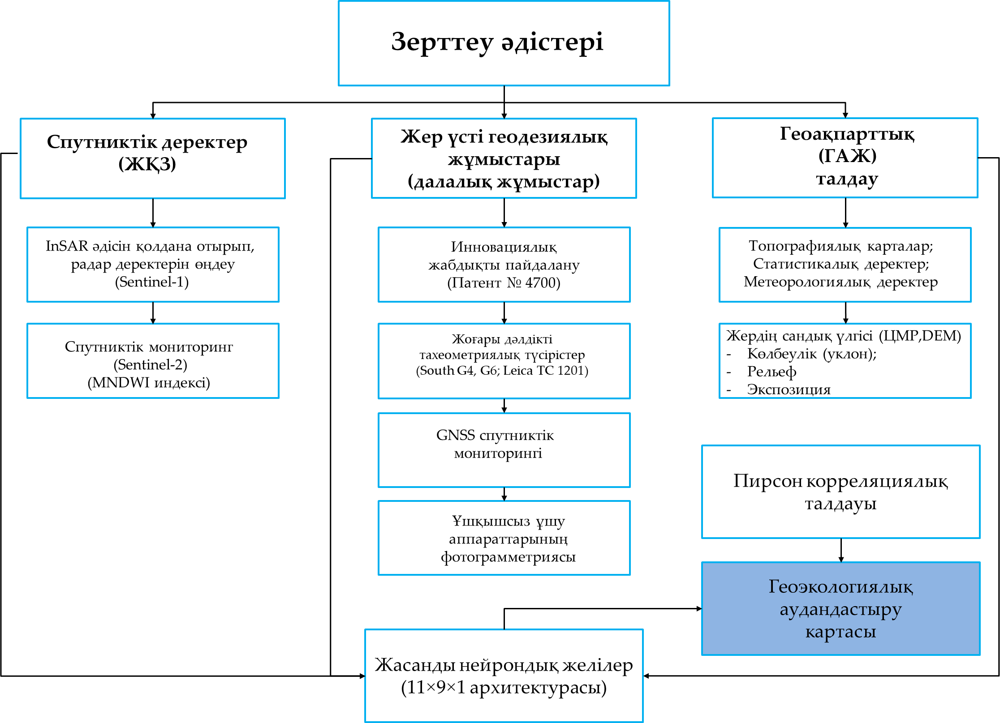 Зерттеу әдістері
Спутниктік деректер
(ЖҚЗ)
Жер үсті геодезиялық
жұмыстары
(далалық жұмыстар)
Геоақпарттық
(ГАЖ)
талдау
InSAR әдісін қолдана отырып,
радар деректерін өңдеу
(Sentinel-1)
Инновациялық
жабдықты пайдалану
(Патент № 4700)
Топографиялық карталар;
Статистикалық деректер;
Метеорологиялық деректер
Спутниктік мониторинг
(Sentinel-2)
(MNDWI индексі)
Жоғары дәлдікті
тахеометриялық түсірістер
(South G4, G6; Leica TC 1201)
Жердің сандық үлгісі (ЦМР,DEM)
- Көлбеулік (уклон);
- Рельеф
- Экспозиция
GNSS спутниктік
мониторингі
Пирсон корреляциялық
талдауы
Ұшқышсыз ұшу
аппараттарының
фотограмметриясы
Геоэкологиялық
аудандастыру
картасы
Жасанды нейрондық желілер
(11×9×1 архитектурасы)